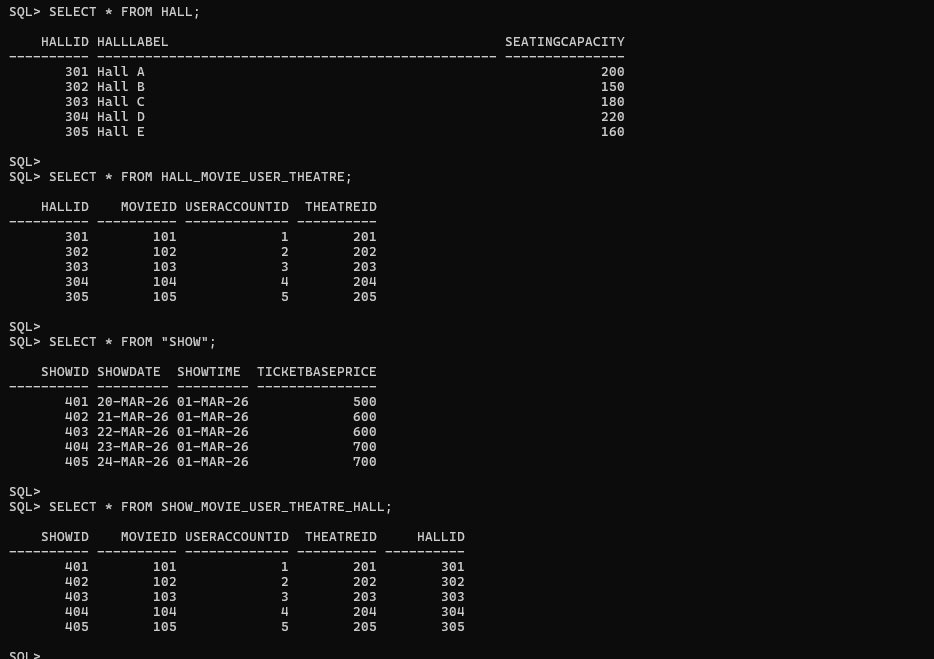 SQL> SELECT * FROM HALL;
HALLID HALLLABEL SEATINGCAPACITY
---------- -------------------------------------------------- ---------------
301 Hall A 200
302 Hall B 150
303 Hall C 180
304 Hall D 220
305 Hall E 160
SQL>
SQL> SELECT * FROM HALL_MOVIE_USER_THEATRE;
HALLID MOVIEID USERACCOUNTID THEATREID
---------- ---------- ------------- ----------
301 101 1 201
302 102 2 202
303 103 3 203
304 104 4 204
305 105 5 205
SQL>
SQL> SELECT * FROM "SHOW";
SHOWID SHOWDATE SHOWTIME TICKETBASEPRICE
---------- --------- --------- ---------------
401 20-MAR-26 01-MAR-26 500
402 21-MAR-26 01-MAR-26 600
403 22-MAR-26 01-MAR-26 600
404 23-MAR-26 01-MAR-26 700
405 24-MAR-26 01-MAR-26 700
SQL>
SQL> SELECT * FROM SHOW_MOVIE_USER_THEATRE_HALL;
SHOWID MOVIEID USERACCOUNTID THEATREID HALLID
---------- ---------- ------------- ---------- ----------
401 101 1 201 301
402 102 2 202 302
403 103 3 203 303
404 104 4 204 304
405 105 5 205 305
SQL>